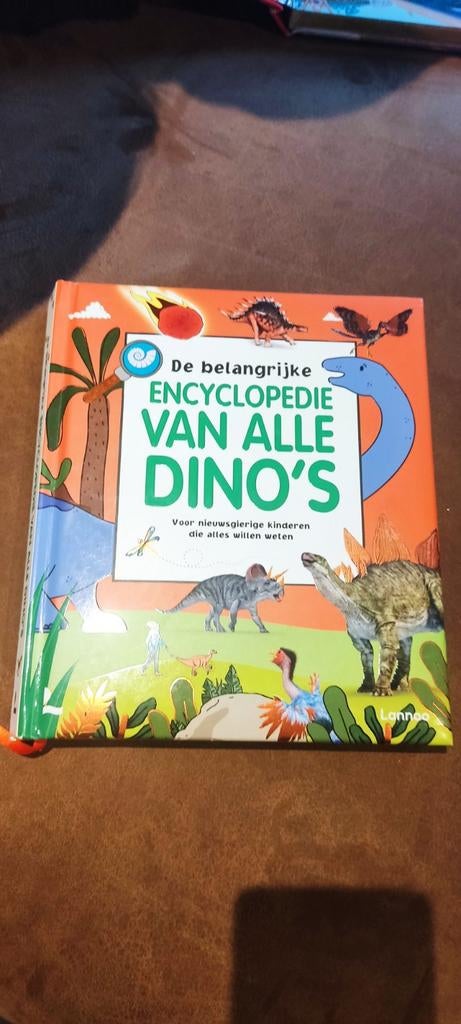 De belangrijke
ENCYCLOPEDIE
VAN ALLE
DINO'S
Voor nieuwsgierige kinderen
die alles willen weten
Lannoo